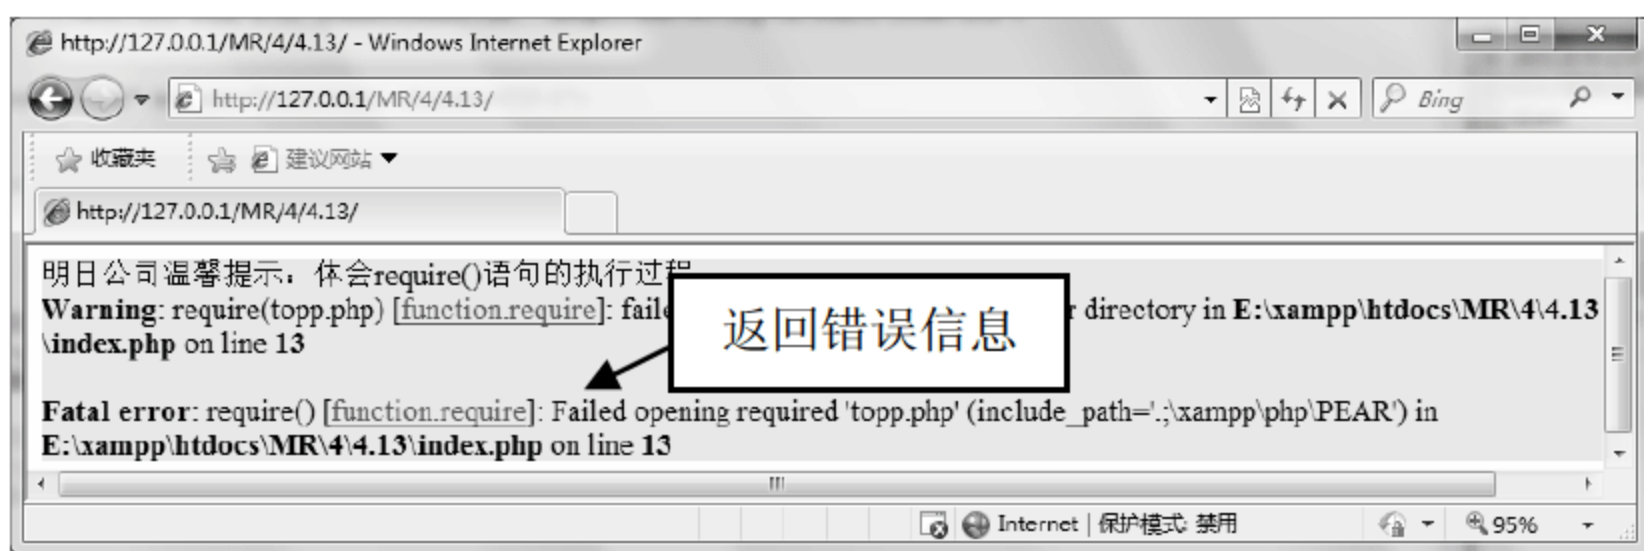 http://127.0.0.1/MR/4/4.13/ - Windows Internet Explorer
http://127.0.0.1/MR/4/4.13/
Bing
收藏夹 建议网站
http://127.0.0.1/MR/4/4.13/
明日公司温馨提示：体会require()语句的执行过程
Warning: require(topp.php) [function.require]: directory in E:\xampp\htdocs\MR\4\4.13
\index.php on line 13
返回错误信息
Fatal error: require() [function.require]: Failed opening required 'topp.php' (include_path='.;\xampp\php\PEAR') in
E:\xampp\htdocs\MR\4\4.13\index.php on line 13
Internet | 保护模式: 禁用 95%